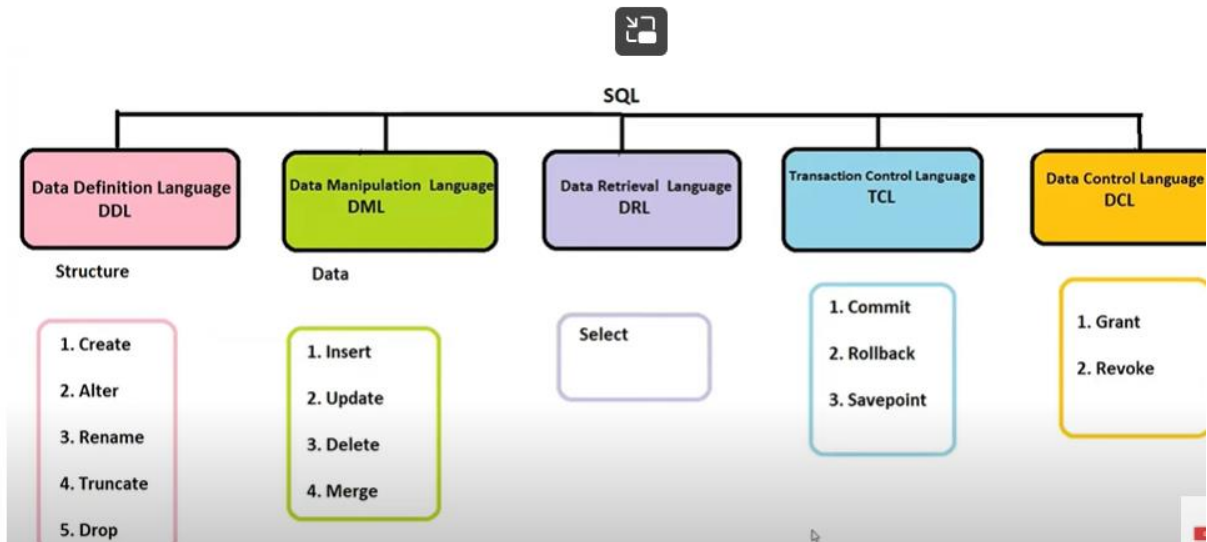 SQL
Data Definition Language
DDL
Data Manipulation Language
DML
Data Retrieval Language
DRL
Transaction Control Language
TCL
Data Control Language
DCL
Structure
Data
1. Create
2. Alter
3. Rename
4. Truncate
5. Drop
1. Insert
2. Update
3. Delete
4. Merge
Select
1. Commit
2. Rollback
3. Savepoint
1. Grant
2. Revoke